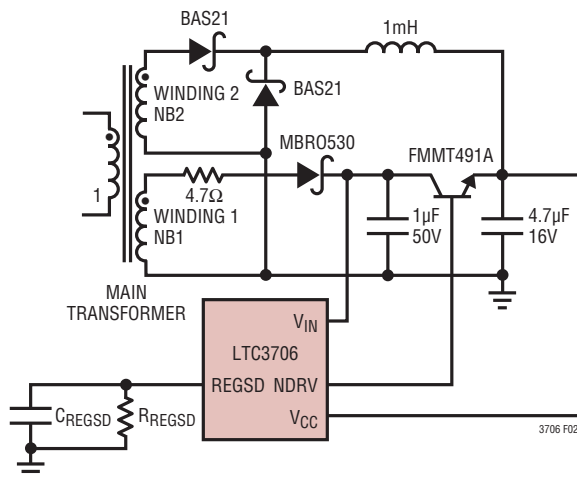 BAS21
1mH
WINDING 2
NB2
BAS21
MBRO530
FMMT491A
1
4.7Ω
WINDING 1
NB1
1µF
50V
4.7µF
16V
MAIN
TRANSFORMER
VIN
LTC3706
REGSD NDRV
CREGSD
RREGSD
VCC
3706 F02